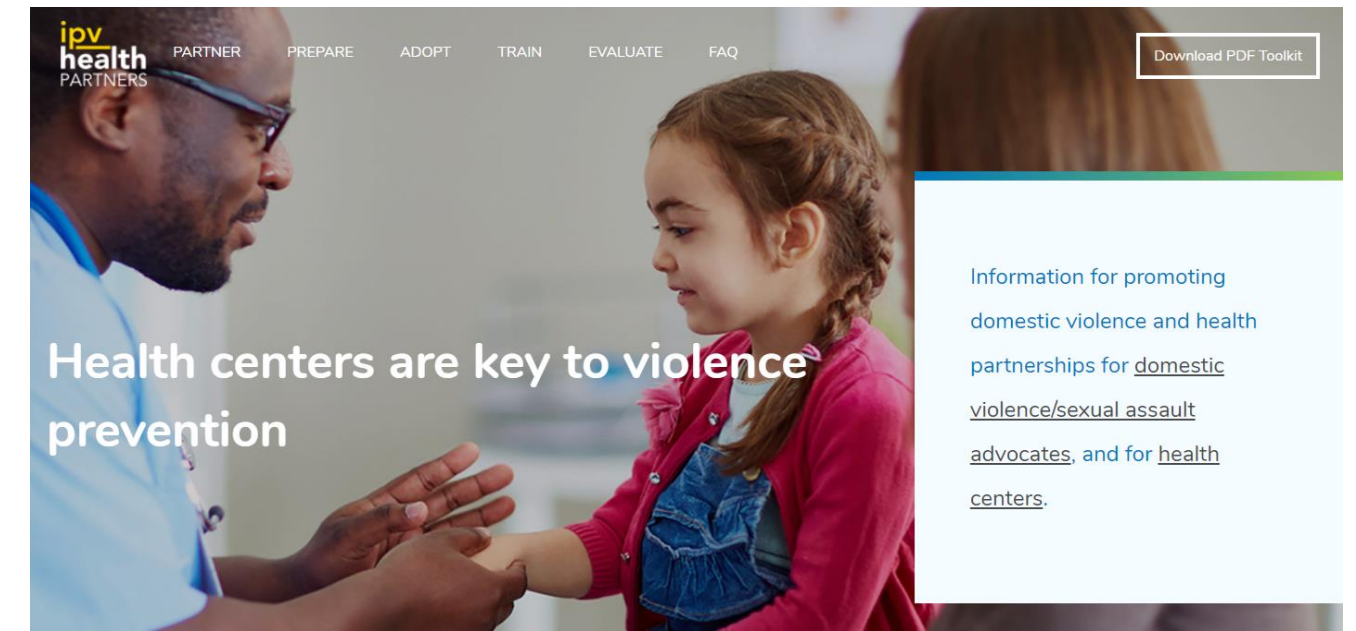 ipv
health
PARTNERS
PARTNER PREPARE ADOPT TRAIN EVALUATE FAQ
Download PDF Toolkit
Health centers are key to violence
prevention
Information for promoting
domestic violence and health
partnerships for domestic
violence/sexual assault
advocates, and for health
centers.